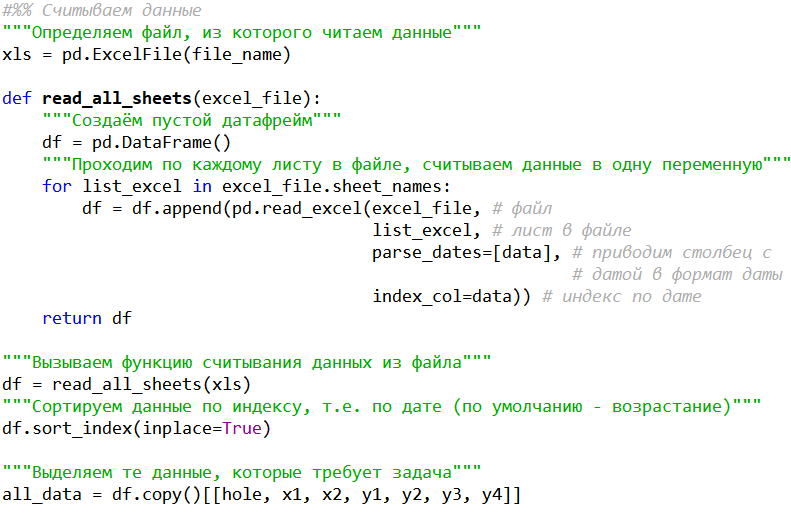 #%% Считываем данные
"""Определяем файл, из которого читаем данные"""
xls = pd.ExcelFile(file_name)

def read_all_sheets(excel_file):
    """Создаём пустой датафрейм"""
    df = pd.DataFrame()
    """Проходим по каждому листу в файле, считываем данные в одну переменную"""
    for list_excel in excel_file.sheet_names:
        df = df.append(pd.read_excel(excel_file, # файл
                                     list_excel, # лист в файле
                                     parse_dates=[data], # приводим столбец с
                                                         # датой в формат даты
                                     index_col=data)) # индекс по дате
    return df

"""Вызываем функцию считывания данных из файла"""
df = read_all_sheets(xls)
"""Сортируем данные по индексу, т.е. по дате (по умолчанию - возрастание)"""
df.sort_index(inplace=True)

"""Выделяем те данные, которые требует задача"""
all_data = df.copy()[[hole, x1, x2, y1, y2, y3, y4]]